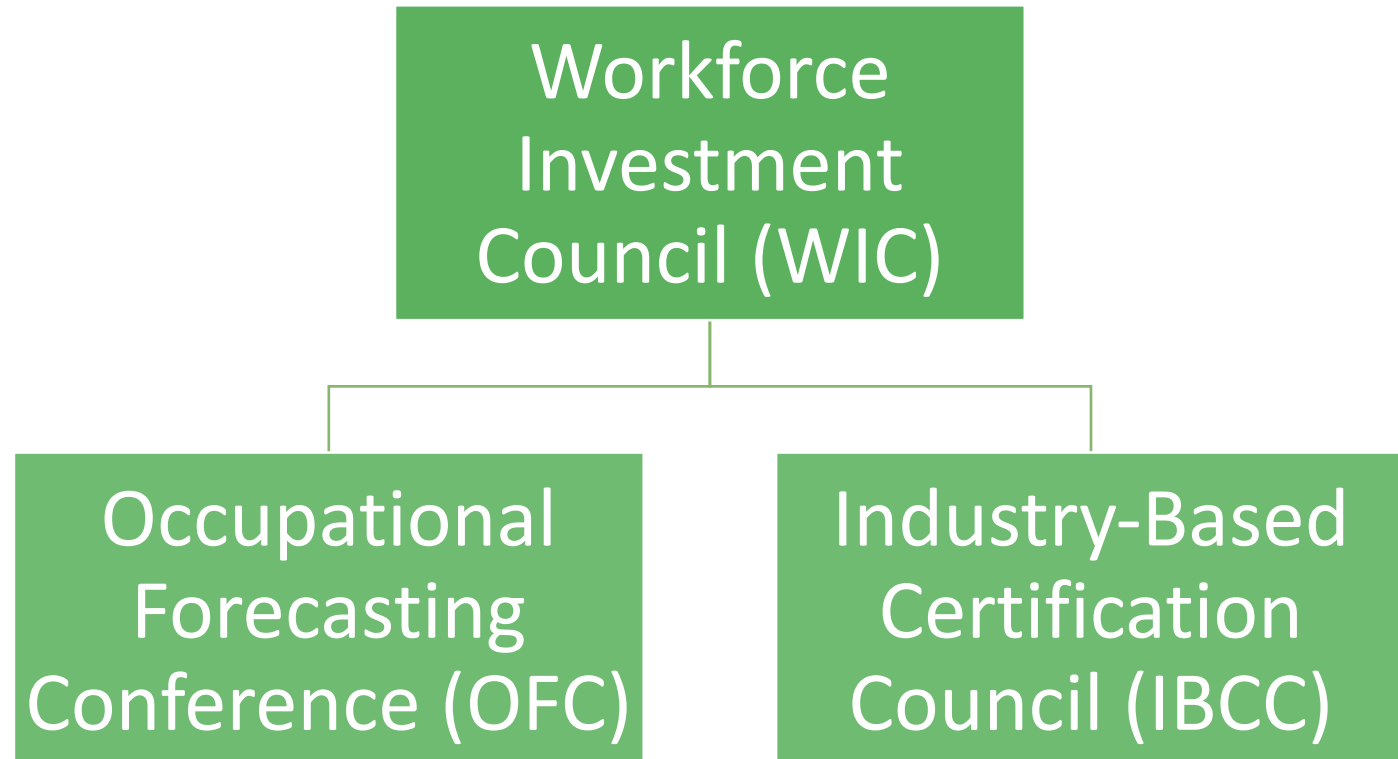 Workforce
Investment
Council (WIC)
Occupational
Forecasting
Conference (OFC)
Industry-Based
Certification
Council (IBCC)